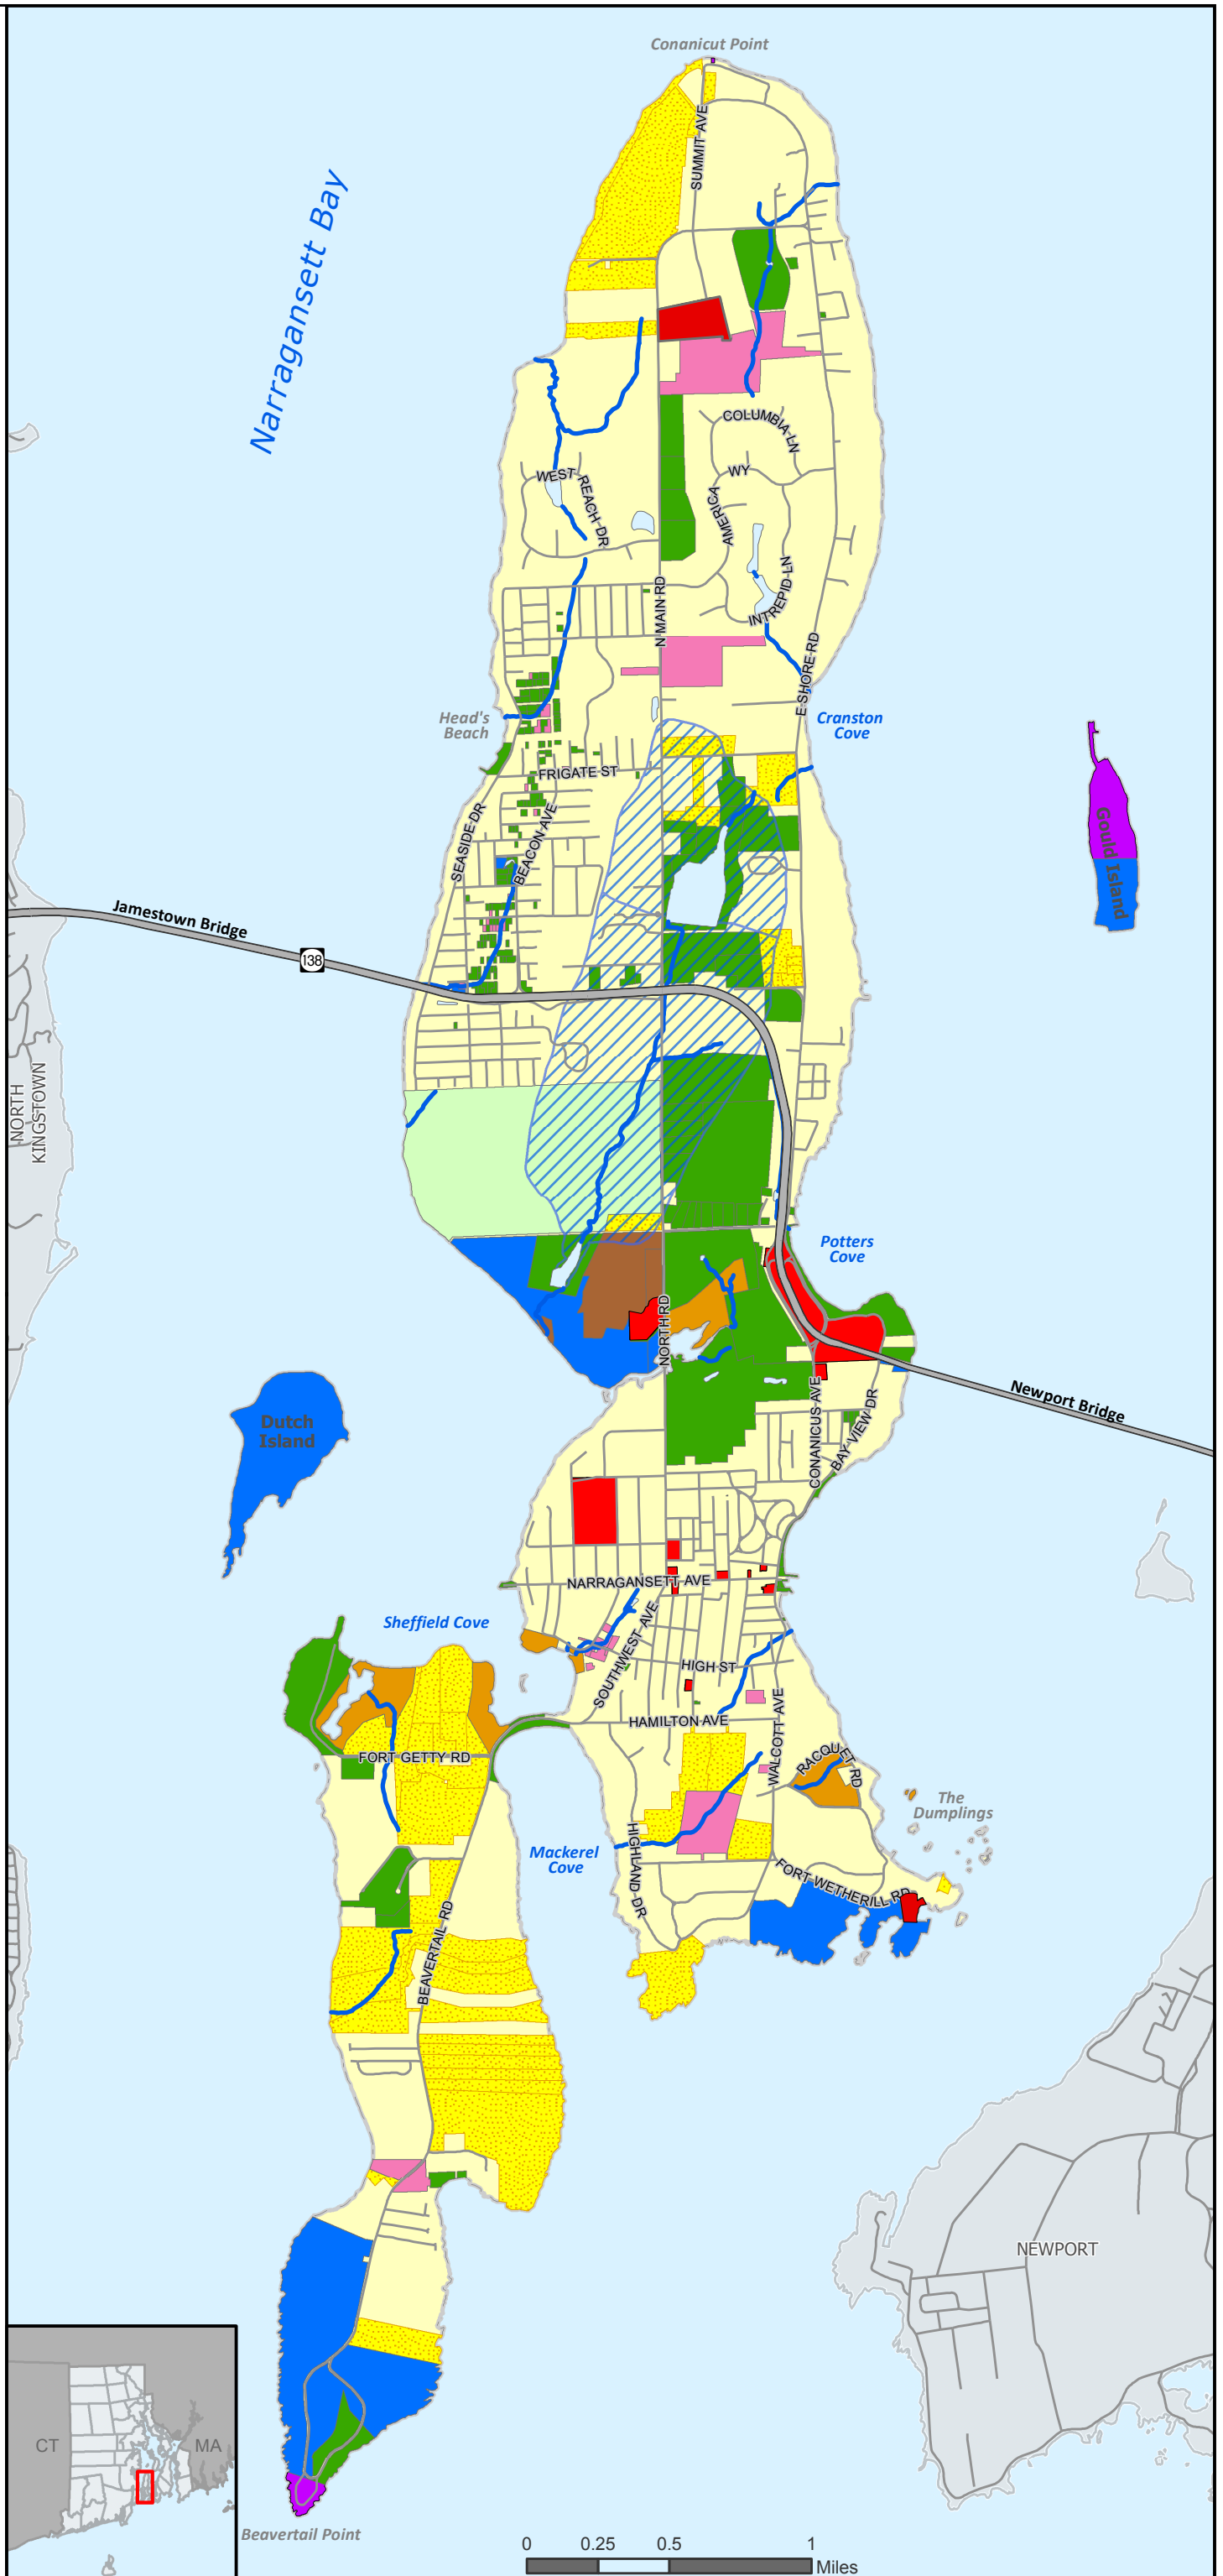 Conanicut Point
SUMMIT AVE
Narragansett Bay
COLUMBIA LN
WEST REACH DR
WY
AMERICA
INTREPID LN
N MAIN RD
E SHORE RD
Head's
Beach
Cranston
Cove
FRIGATE ST
SEASIDE DR
BEACON AVE
Gould Island
Jamestown Bridge
138
NORTH
KINGSTOWN
Potters
Cove
NORTH RD
Newport Bridge
CONANICUS AVE
BAY VIEW DR
Dutch
Island
NARRAGANSETT AVE
Sheffield Cove
SOUTHWEST AVE
HIGH ST
HAMILTON AVE
WALCOTT AVE
FORT GETTY RD
RACQUET RD
The
Dumplings
HIGHLAND DR
Mackerel
Cove
FORT WETHERILL RD
BEAVERTAIL RD
NEWPORT
CT
MA
Beavertail Point
0 0.25 0.5 1
Miles